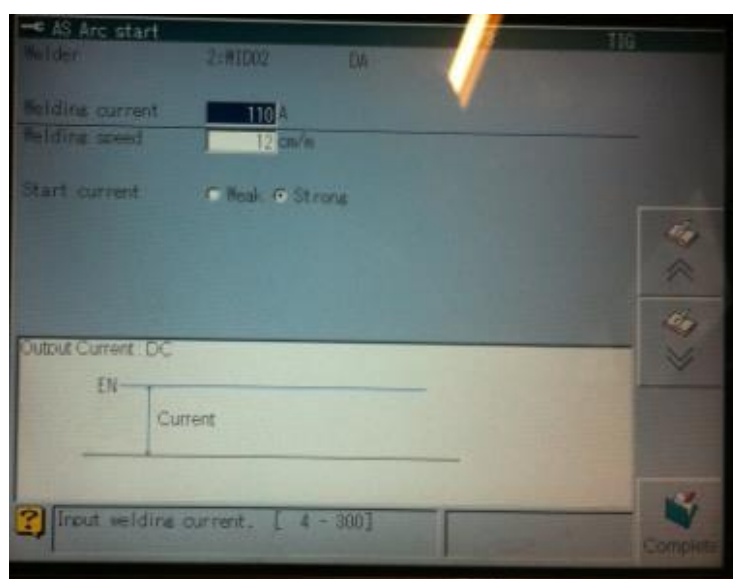 AS Arc start
TIG
Welder 2:WID02 DA
Welding current 110 A
Welding speed 12 cm/m
Start current Weak Strong
Output Current : DC
EN
Current
Input welding current. [ 4 - 300]
Complete